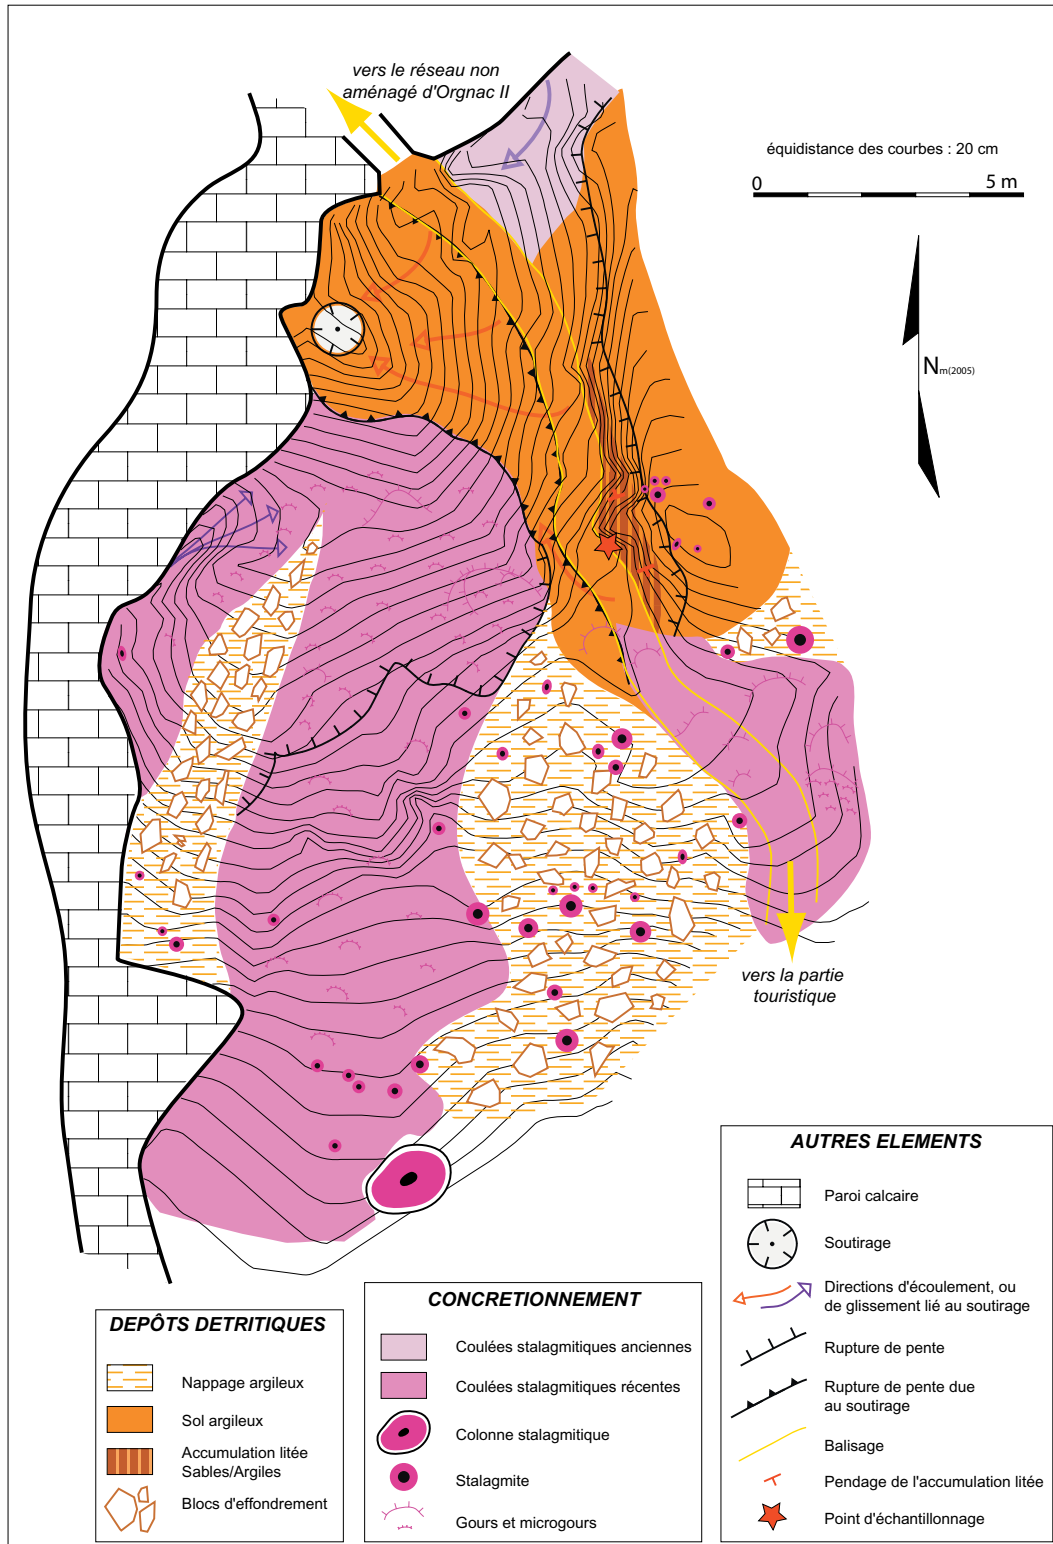 vers le réseau non
aménagé d'Orgnac II
équidistance des courbes : 20 cm
0
5 m
Nm(2005)
vers la partie
touristique
DEPÔTS DETRITIQUES
Nappage argileux
Sol argileux
Accumulation litée
Sables/Argiles
Blocs d'effondrement
CONCRETIONNEMENT
Coulées stalagmitiques anciennes
Coulées stalagmitiques récentes
Colonne stalagmitique
Stalagmite
Gours et microgours
AUTRES ELEMENTS
Paroi calcaire
Soutirage
Directions d'écoulement, ou
de glissement lié au soutirage
Rupture de pente
Rupture de pente due
au soutirage
Balisage
Pendage de l'accumulation litée
Point d'échantillonnage